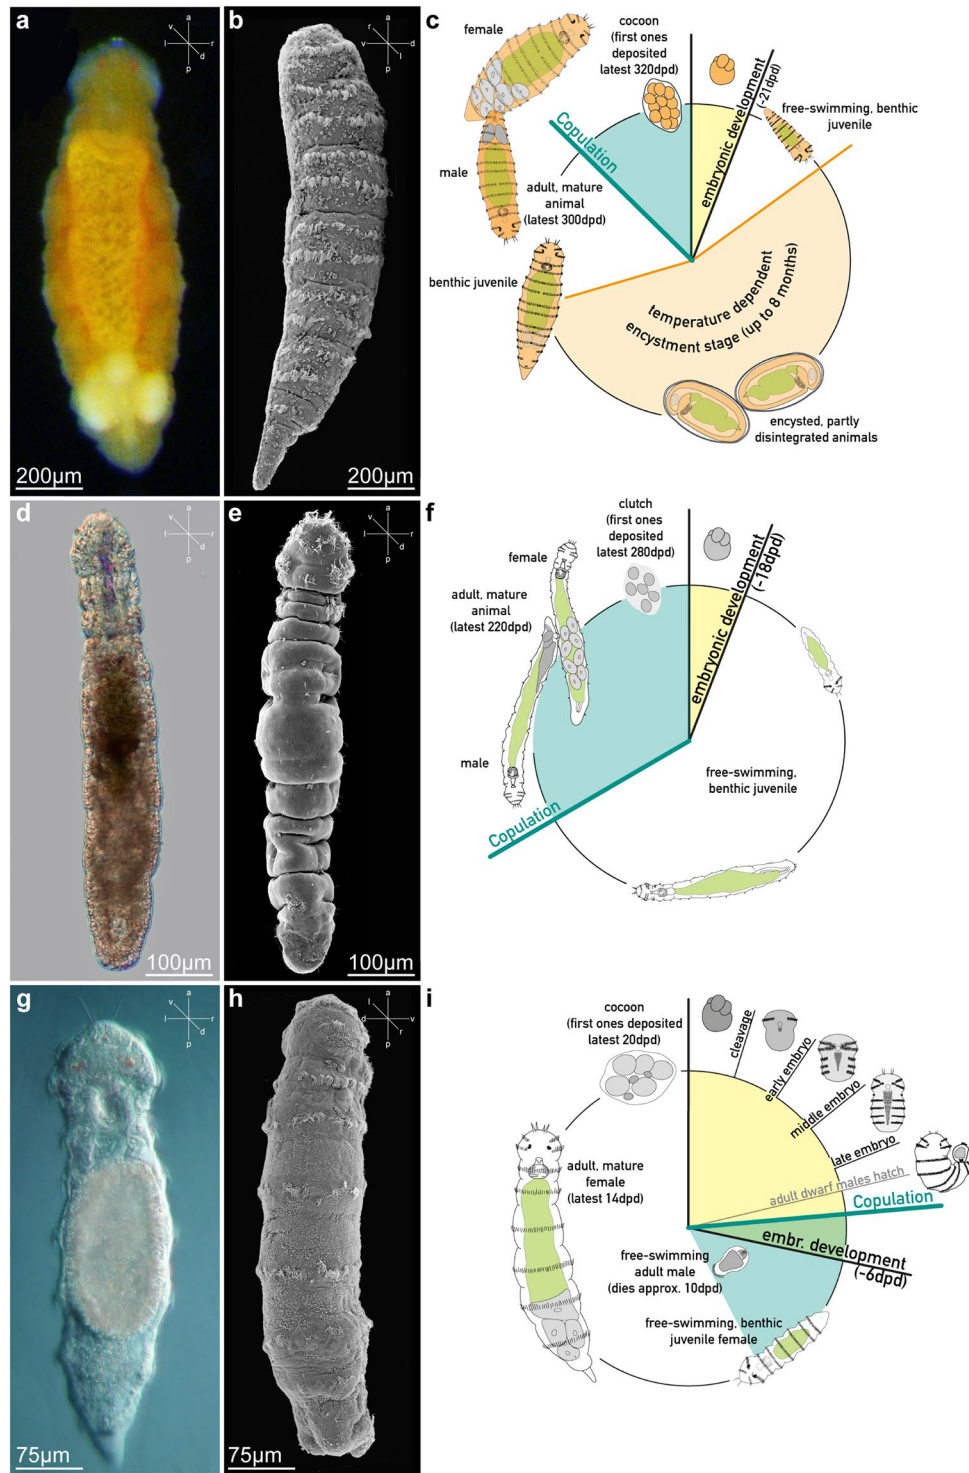 a
a
v
r
l
d
p
200µm
b
a
v
d
r
l
p
200µm
c
female
cocoon
(first ones
deposited
latest 320dpd)
embryonic development
(-21dpd)
free-swimming, benthic
juvenile
Copulation
male
adult, mature
animal
(latest 300dpd)
benthic juvenile
temperature dependent
encystment stage (up to 8 months)
encysted, partly
disintegrated animals
d
a
v
r
l
d
p
100µm
e
a
v
r
l
d
p
100µm
f
clutch
(first ones
deposited
latest 280dpd)
female
embryonic development
(-18dpd)
adult, mature
animal
(latest 220dpd)
male
free-swimming,
benthic juvenile
Copulation
g
a
v
l
r
d
p
75µm
h
a
l
d
v
r
p
75µm
i
cocoon
(first ones deposited
latest 20dpd)
cleavage
early embryo
middle embryo
late embryo
adult dwarf males hatch
Copulation
adult, mature
female
(latest 14dpd)
embr. development
(-6dpd)
free-swimming
adult male
(dies approx. 10dpd)
free-swimming, benthic
juvenile female